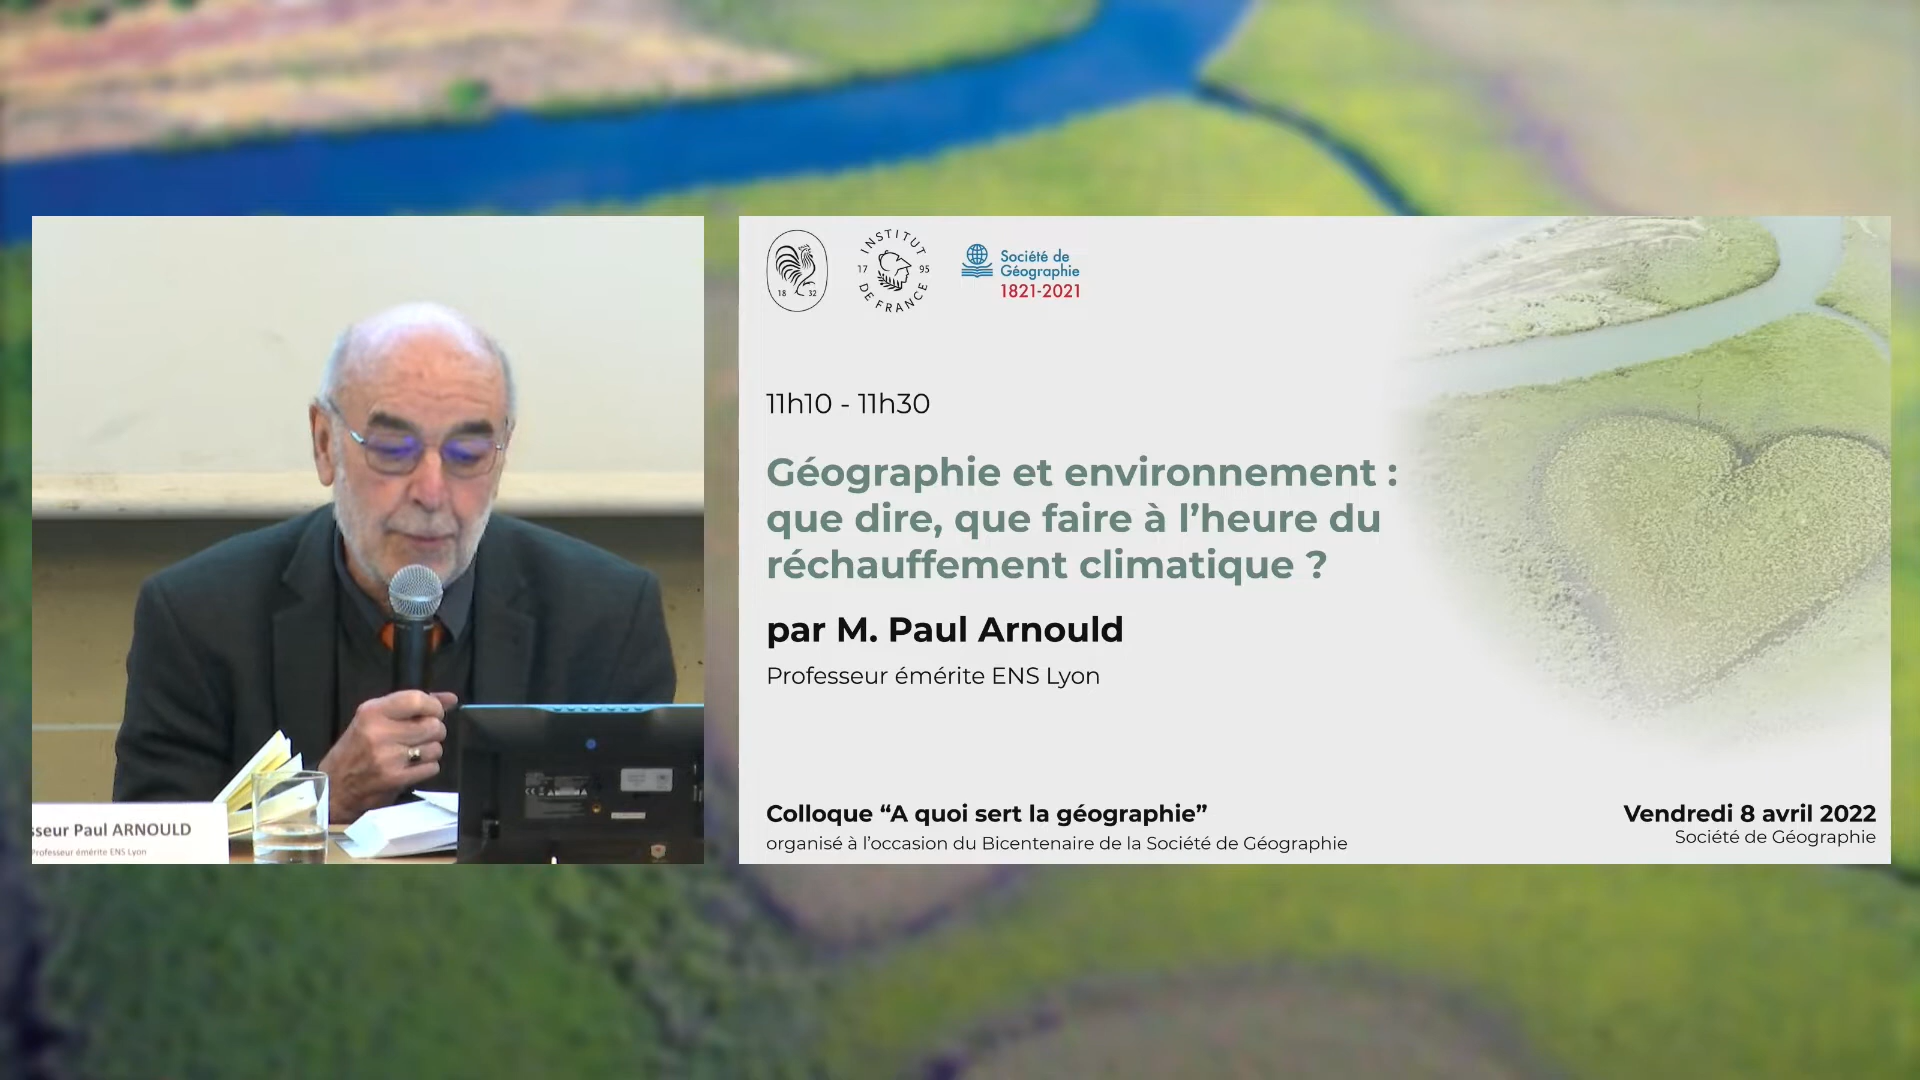 sseur Paul ARNOULD
Professeur émérite ENS Lyon
18 32
INSTITUT
17 95
DE FRANCE
Société de
Géographie
1821-2021
11h10 - 11h30
Géographie et environnement :
que dire, que faire à l’heure du
réchauffement climatique ?
par M. Paul Arnould
Professeur émérite ENS Lyon
Colloque “A quoi sert la géographie”
organisé à l’occasion du Bicentenaire de la Société de Géographie
Vendredi 8 avril 2022
Société de Géographie